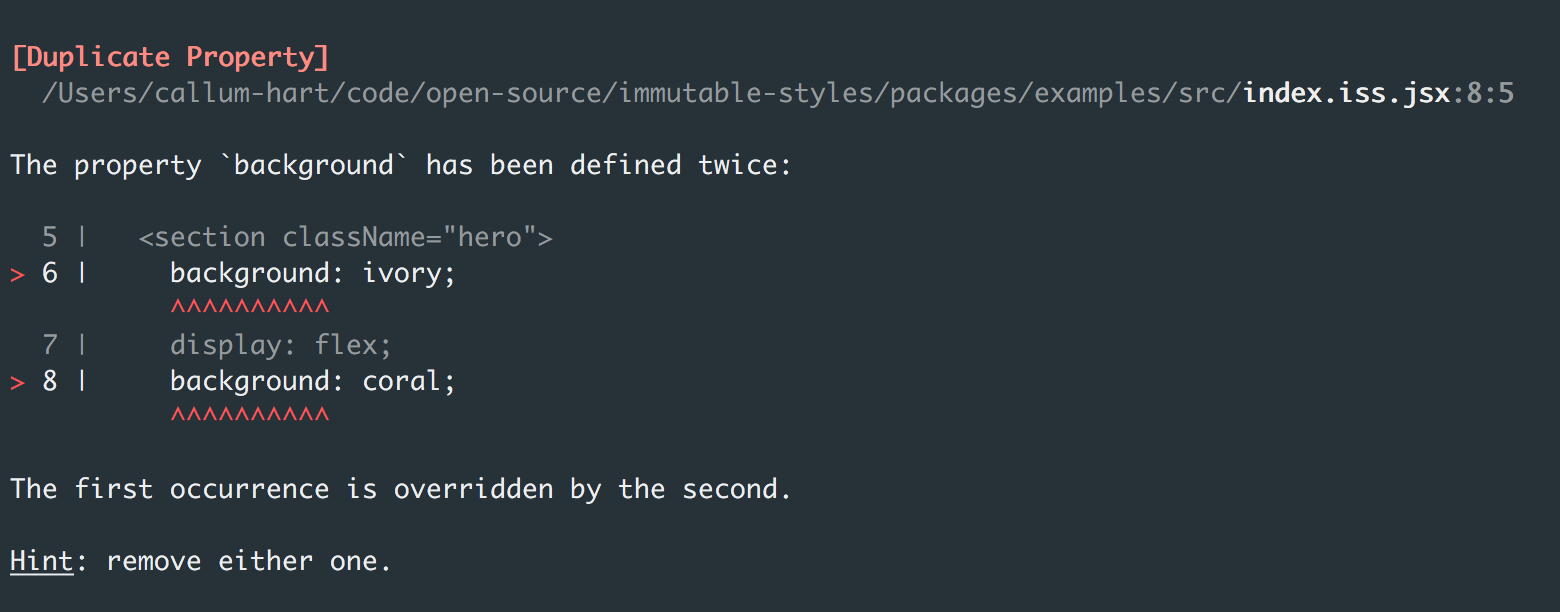 [Duplicate Property]
/Users/callum-hart/code/open-source/immutable-styles/packages/examples/src/index.iss.jsx:8:5
The property `background` has been defined twice:
5 |   <section className="hero">
> 6 |     background: ivory;
^^^^^^^^^^
7 |     display: flex;
> 8 |     background: coral;
^^^^^^^^^^
The first occurrence is overridden by the second.
Hint: remove either one.